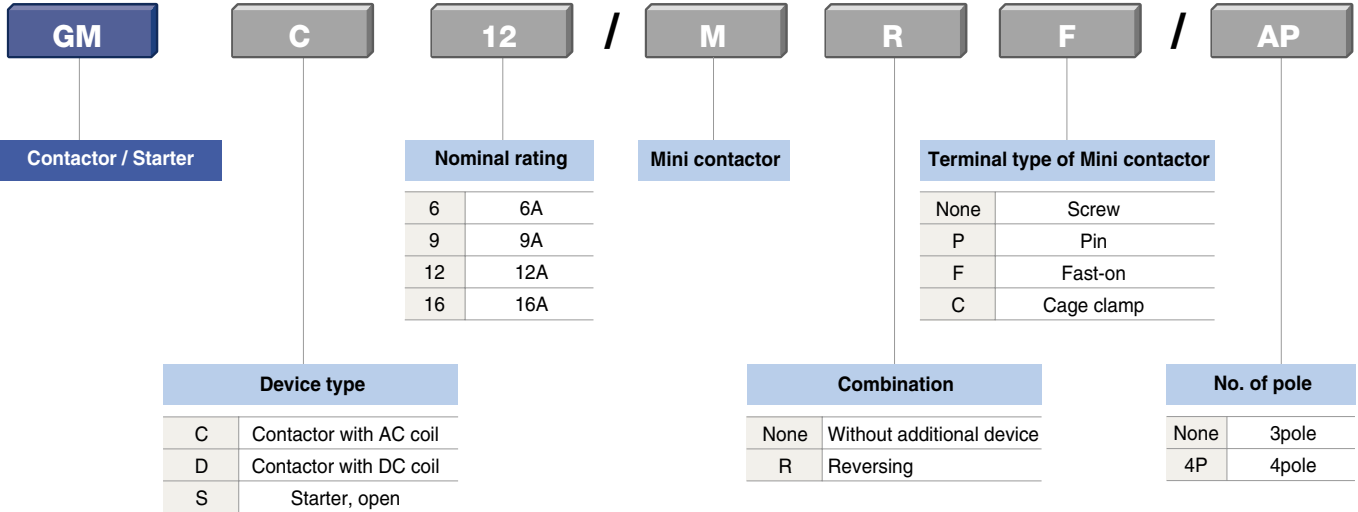 GM C 12 / M R F / AP
Contactor / Starter
Nominal rating
Mini contactor
Terminal type of Mini contactor
6 6A
9 9A
12 12A
16 16A
None Screw
P Pin
F Fast-on
C Cage clamp
Device type
Combination
No. of pole
C Contactor with AC coil
D Contactor with DC coil
S Starter, open
None Without additional device
R Reversing
None 3pole
4P 4pole